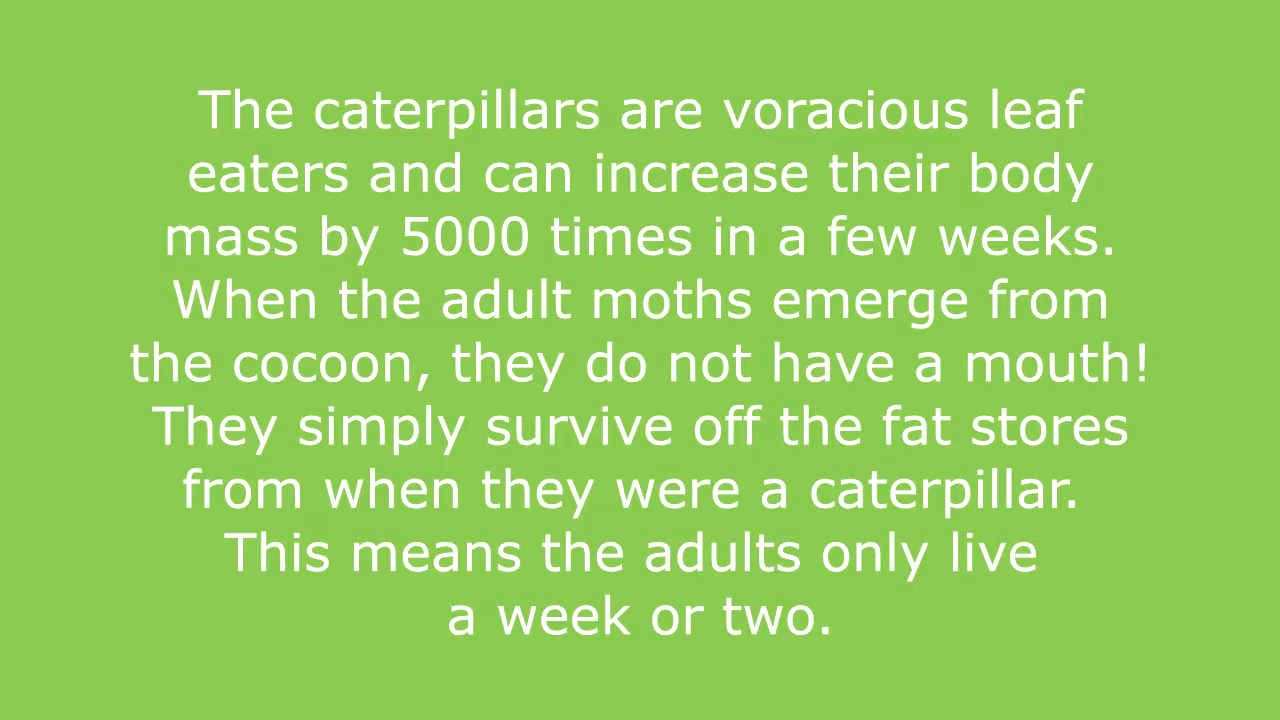 The caterpillars are voracious leaf
eaters and can increase their body
mass by 5000 times in a few weeks.
When the adult moths emerge from
the cocoon, they do not have a mouth!
They simply survive off the fat stores
from when they were a caterpillar.
This means the adults only live
a week or two.